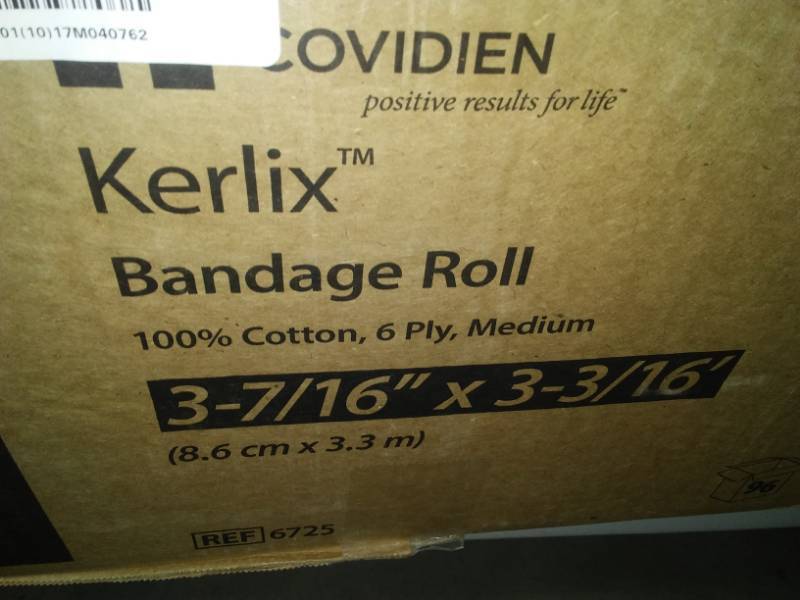 01(10)17M040762
COVIDIEN
positive results for life™
Kerlix™
Bandage Roll
100% Cotton, 6 Ply, Medium
3-7/16" x 3-3/16'
(8.6 cm x 3.3 m)
96
REF 6725